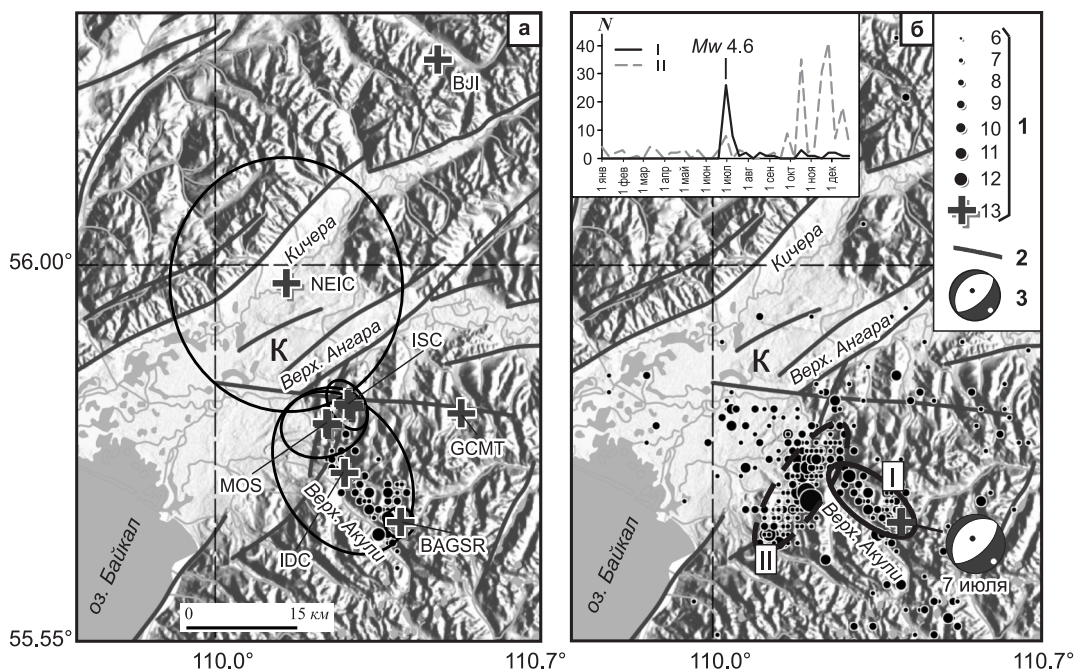 а
BJI
56.00°
Кичера
NEIC
К
Верх. Ангара
ISC
GCMT
MOS
Верх. Акули
IDC
BAGSR
оз. Байкал
0 15 км
55.55°
110.0° 110.7°
б
N
40
30
20
10
0
I
II
Mw 4.6
1 янв
1 фев
1 мар
1 апр
1 май
1 июн
1 июл
1 авг
1 сен
1 окт
1 ноя
1 дек
6
7
8
9
10
11
12
13
1
2
3
Кичера
К
Верх. Ангара
I
II
Верх. Акули
7 июля
оз. Байкал
110.0° 110.7°